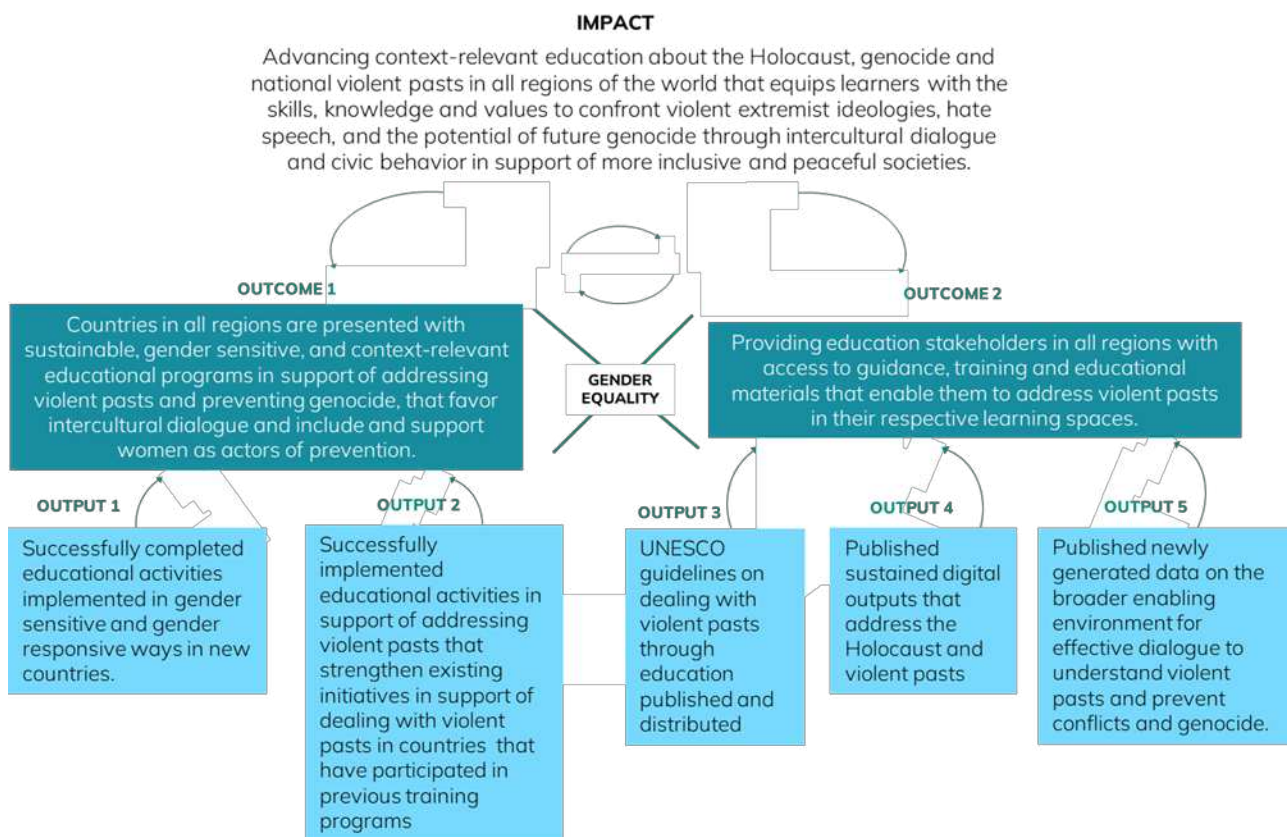 IMPACT
Advancing context-relevant education about the Holocaust, genocide and
national violent pasts in all regions of the world that equips learners with the
skills, knowledge and values to confront violent extremist ideologies, hate
speech, and the potential of future genocide through intercultural dialogue
and civic behavior in support of more inclusive and peaceful societies.
OUTCOME 1
Countries in all regions are presented with
sustainable, gender sensitive, and context-relevant
educational programs in support of addressing
violent pasts and preventing genocide, that favor
intercultural dialogue and include and support
women as actors of prevention.
GENDER
EQUALITY
OUTCOME 2
Providing education stakeholders in all regions with
access to guidance, training and educational
materials that enable them to address violent pasts
in their respective learning spaces.
OUTPUT 1
Successfully completed
educational activities
implemented in gender
sensitive and gender
responsive ways in new
countries.
OUTPUT 2
Successfully
implemented
educational activities in
support of addressing
violent pasts that
strengthen existing
initiatives in support of
dealing with violent
pasts in countries that
have participated in
previous training
programs
OUTPUT 3
UNESCO
guidelines on
dealing with
violent pasts
through
education
published and
distributed
OUTPUT 4
Published
sustained digital
outputs that
address the
Holocaust and
violent pasts
OUTPUT 5
Published newly
generated data on the
broader enabling
environment for
effective dialogue to
understand violent
pasts and prevent
conflicts and genocide.